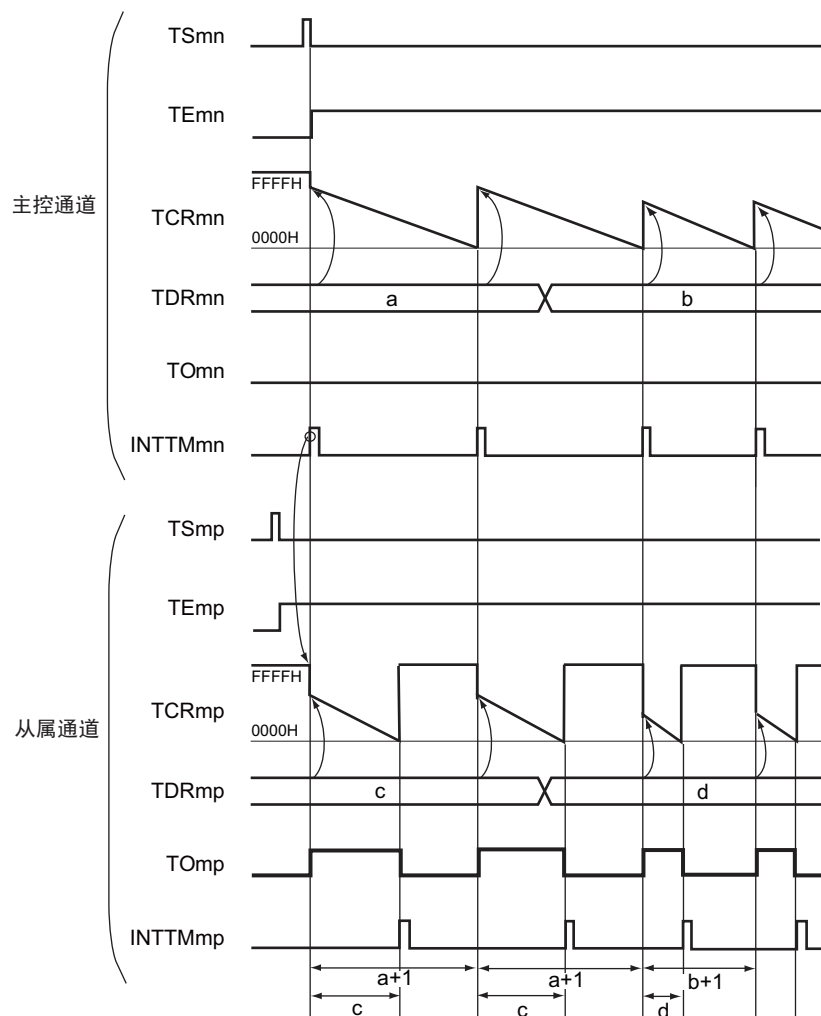 主控通道
TSmn
TEmn
TCRmn
FFFFH
0000H
TDRmn
a
b
TOmn
INTTMmn
从属通道
TSmp
TEmp
TCRmp
FFFFH
0000H
TDRmp
c
d
TOmp
INTTMmp
a+1 a+1 b+1
c c d